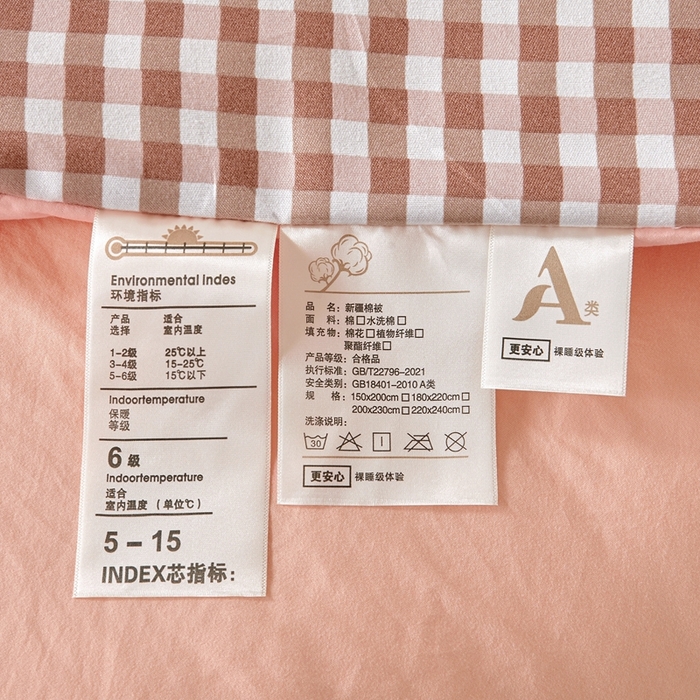 Environmental Indes
环境指标
产品 适合
选择 室内温度
1-2级 25℃以上
3-4级 15-25℃
5-6级 15℃以下
Indoortemperature
保暖
等级
6级
Indoortemperature
适合
室内温度（单位℃）
5-15
INDEX芯指标：
品 名：新疆棉被
面 料：棉□水洗棉□
填充物：棉花□植物纤维□
聚酯纤维□
产品等级：合格品
执行标准：GB/T22796-2021
安全类别：GB18401-2010 A类
规 格：150x200cm□180x220cm□
200x230cm□220x240cm□
洗涤说明：
30
更安心 裸睡级体验
A类
更安心 裸睡级体验